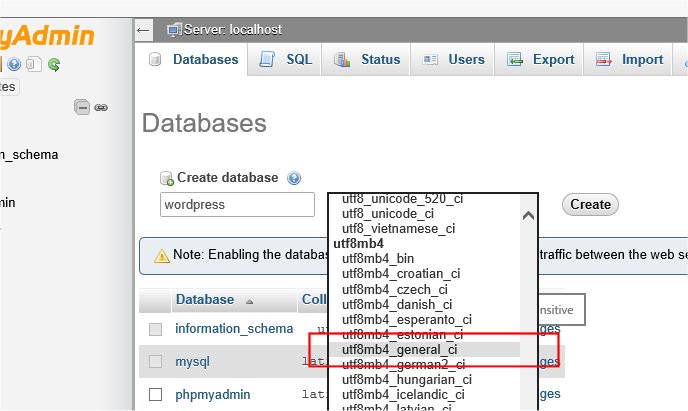 yAdmin
Server: localhost
Databases SQL Status Users Export Import
Databases
Create database
wordpress
Create
utf8_unicode_520_ci
utf8_unicode_ci
utf8_vietnamese_ci
utf8mb4
utf8mb4_bin
utf8mb4_croatian_ci
utf8mb4_czech_ci
utf8mb4_danish_ci
utf8mb4_esperanto_ci
utf8mb4_estonian_ci
utf8mb4_general_ci
utf8mb4_german2_ci
utf8mb4_hungarian_ci
utf8mb4_icelandic_ci
utf8mb4_latvian_ci
n_schema
min
Note: Enabling the databas
traffic between the web se
Database Coll
nsitive
information_schema u
ges
mysql lati
ges
phpmyadmin lati
ges